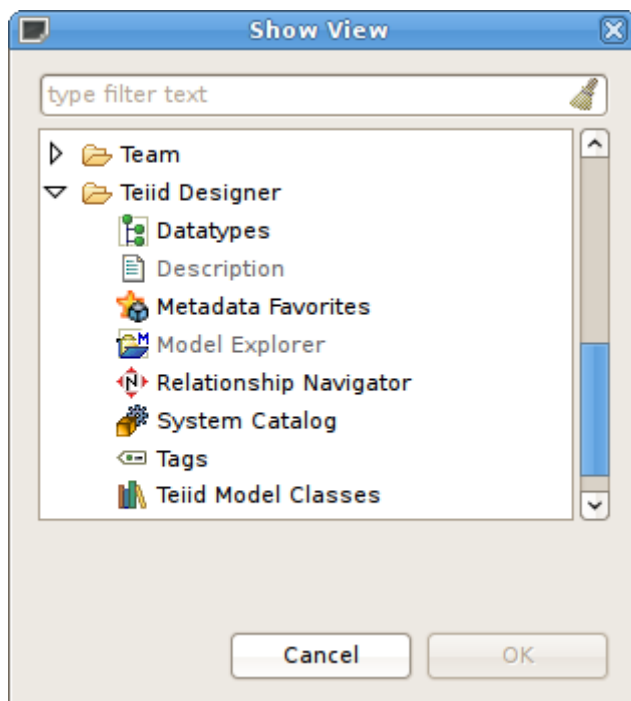 Show View
type filter text
Team
Teiid Designer
Datatypes
Description
Metadata Favorites
Model Explorer
Relationship Navigator
System Catalog
Tags
Teiid Model Classes
Cancel OK